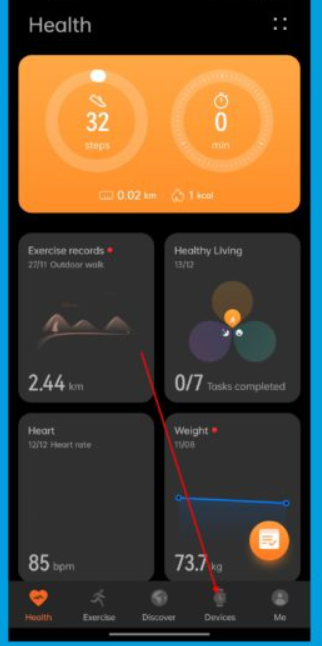 Health
32
steps
0
min
0.02 km
1 kcal
Exercise records
27/11 Outdoor walk
2.44 km
Healthy Living
13/12
0/7 Tasks completed
Heart
12/12 Heart rate
85 bpm
Weight
11/08
73.7 kg
Health
Exercise
Discover
Devices
Me